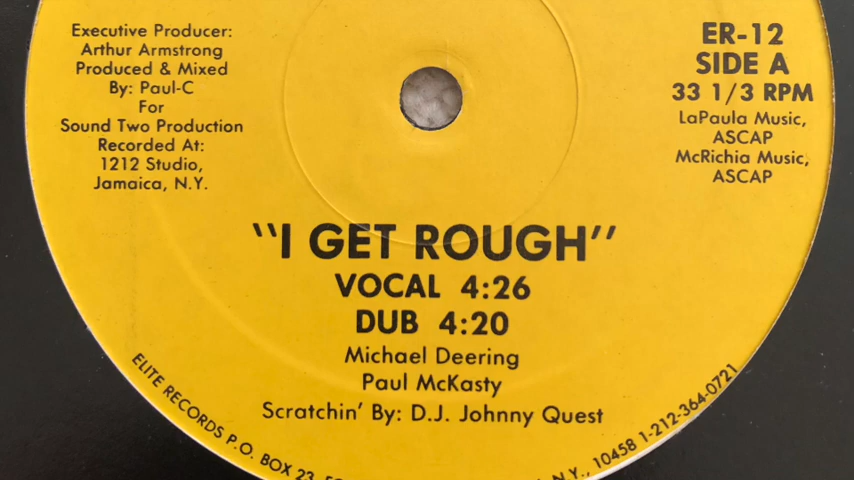 Executive Producer:
Arthur Armstrong
Produced & Mixed
By: Paul-C
For
Sound Two Production
Recorded At:
1212 Studio,
Jamaica, N.Y.
ER-12
SIDE A
33 1/3 RPM
LaPaula Music,
ASCAP
McRichia Music,
ASCAP
"I GET ROUGH"
VOCAL 4:26
DUB 4:20
Michael Deering
Paul McKasty
Scratchin' By: D.J. Johnny Quest
ELITE RECORDS P.O. BOX 23, N.Y., 10458 1-212-364-0721